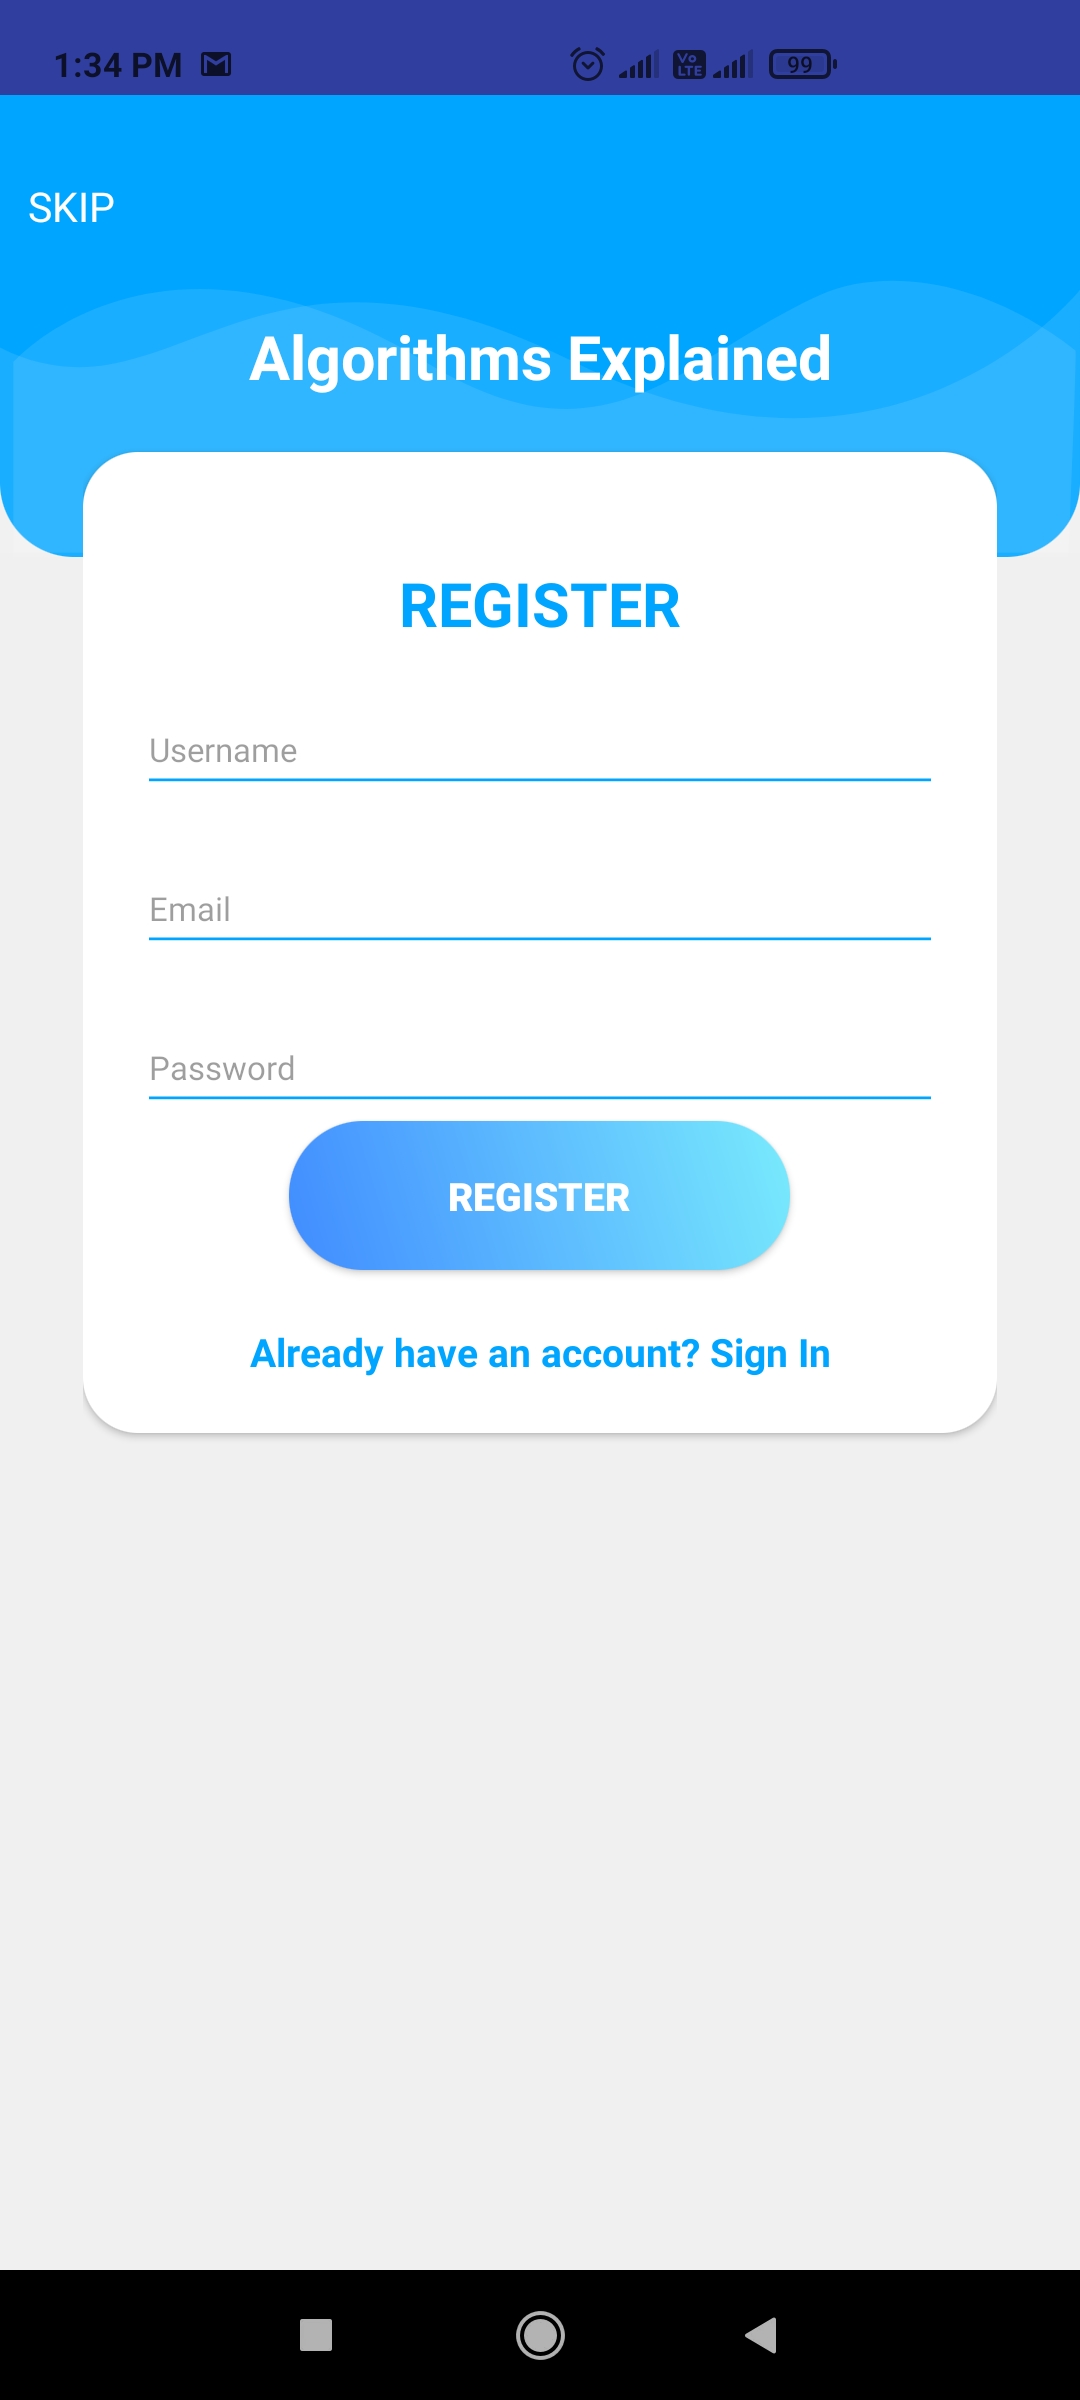 1:34 PM Vo LTE 99
SKIP
Algorithms Explained
REGISTER
Username
Email
Password
REGISTER
Already have an account? Sign In